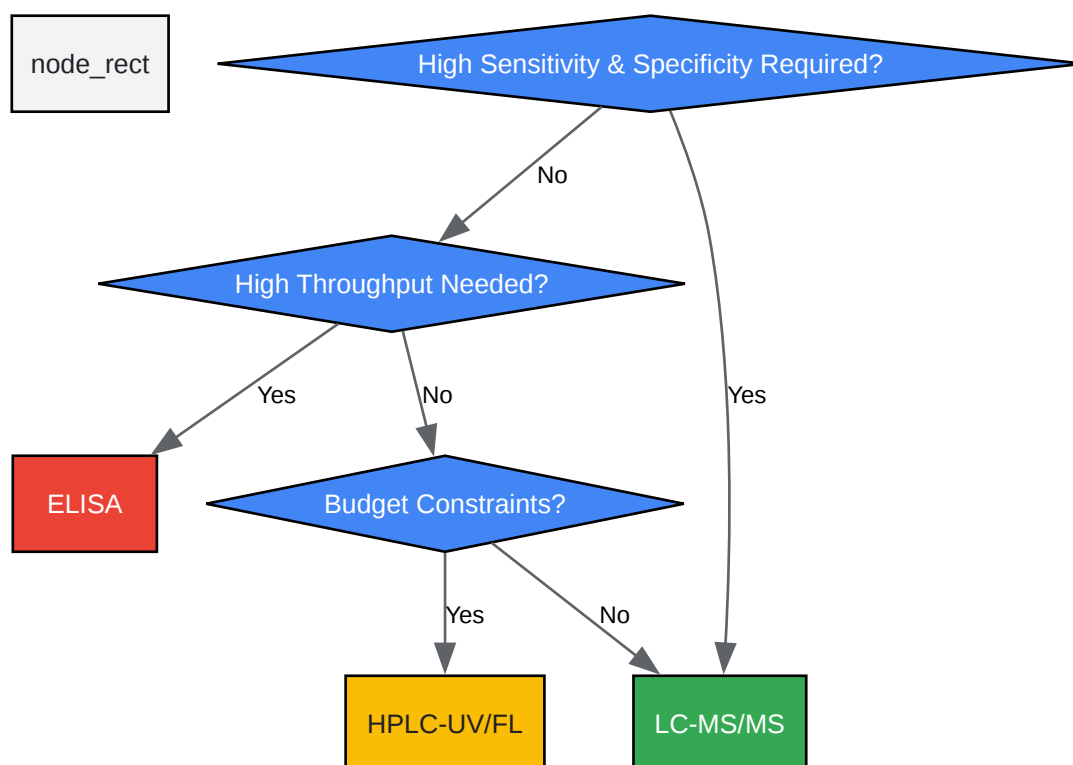 node_rect
High Sensitivity & Specificity Required?
No
High Throughput Needed?
Yes
No
Yes
ELISA
Budget Constraints?
Yes
No
HPLC-UV/FL
LC-MS/MS